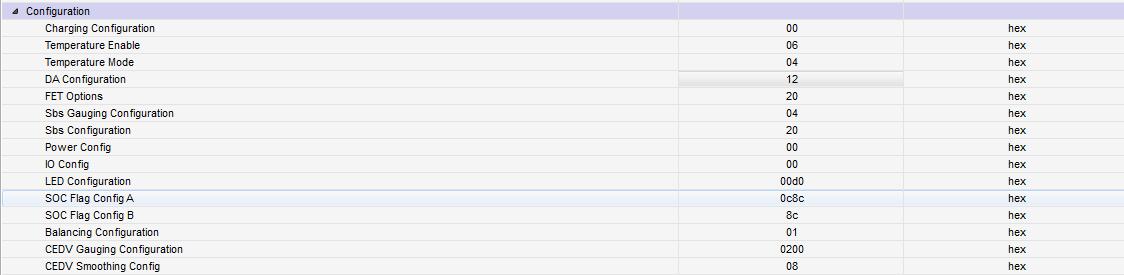 Configuration
Charging Configuration 00 hex
Temperature Enable 06 hex
Temperature Mode 04 hex
DA Configuration 12 hex
FET Options 20 hex
Sbs Gauging Configuration 04 hex
Sbs Configuration 20 hex
Power Config 00 hex
IO Config 00 hex
LED Configuration 00d0 hex
SOC Flag Config A 0c8c hex
SOC Flag Config B 8c hex
Balancing Configuration 01 hex
CEDV Gauging Configuration 0200 hex
CEDV Smoothing Config 08 hex